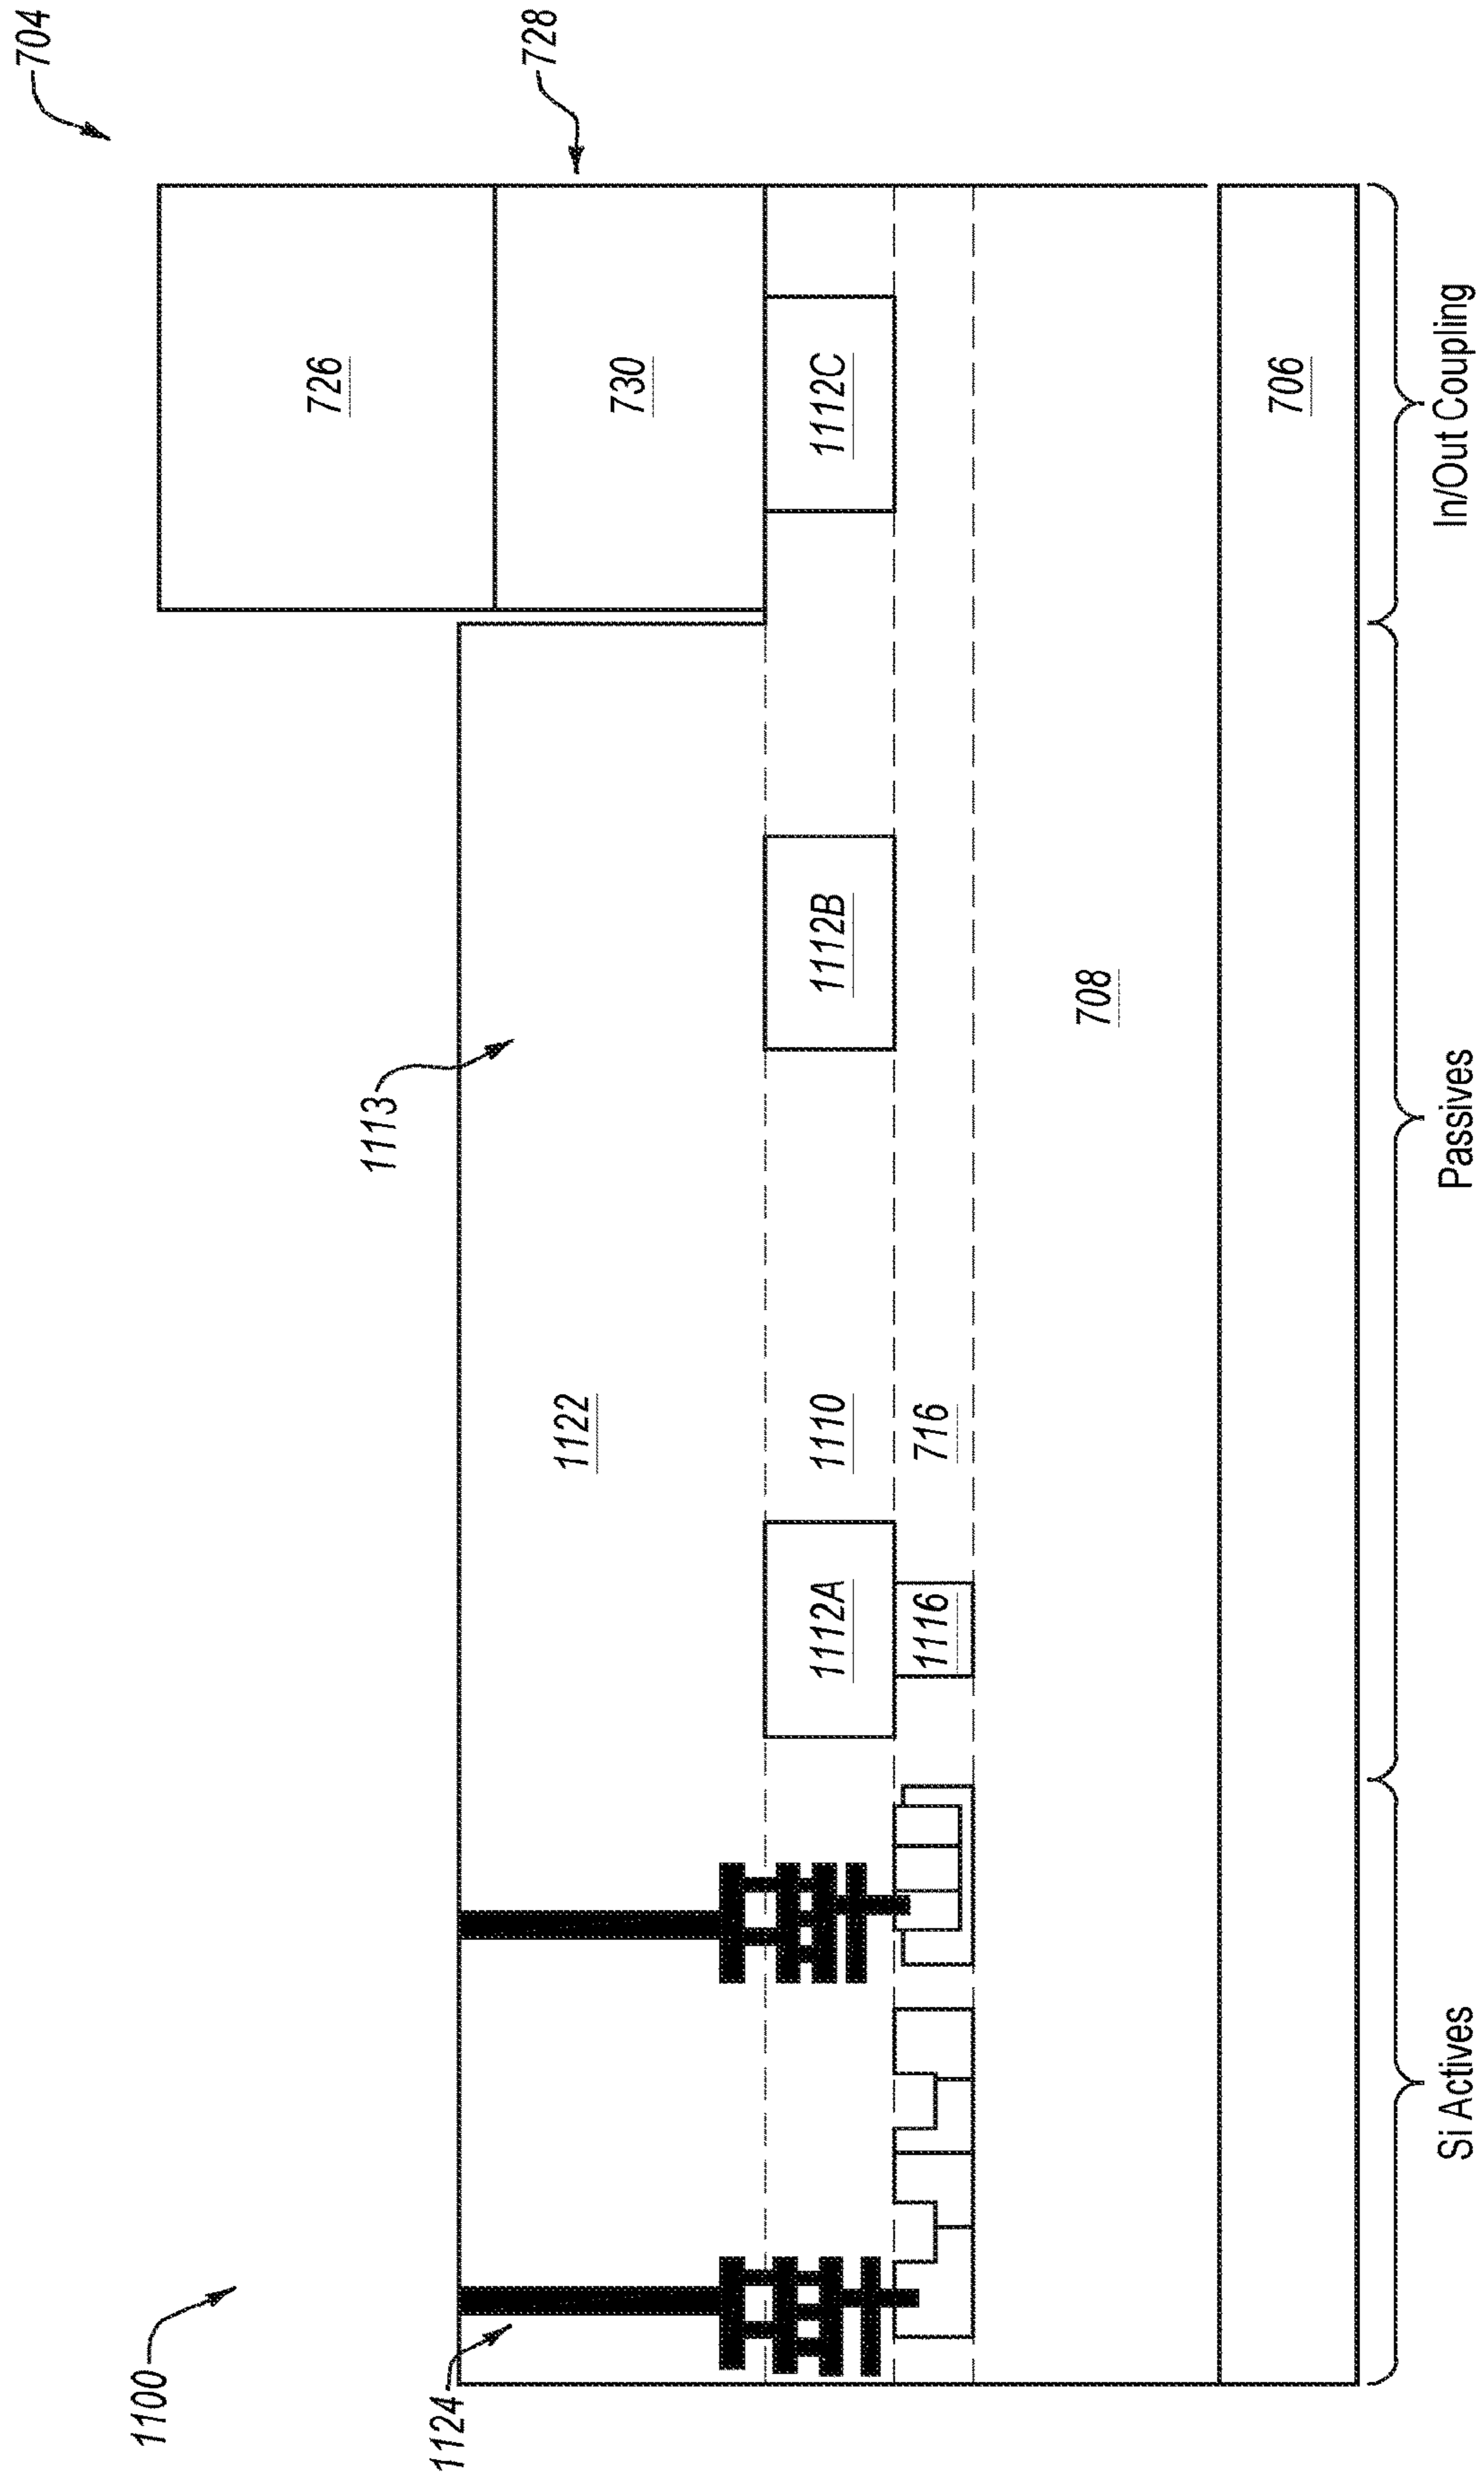 1100
704
1124
1113
728
726
1122
730
1112A
1110
1112B
1112C
1116
716
708
706
Si Actives
Passives
In/Out Coupling